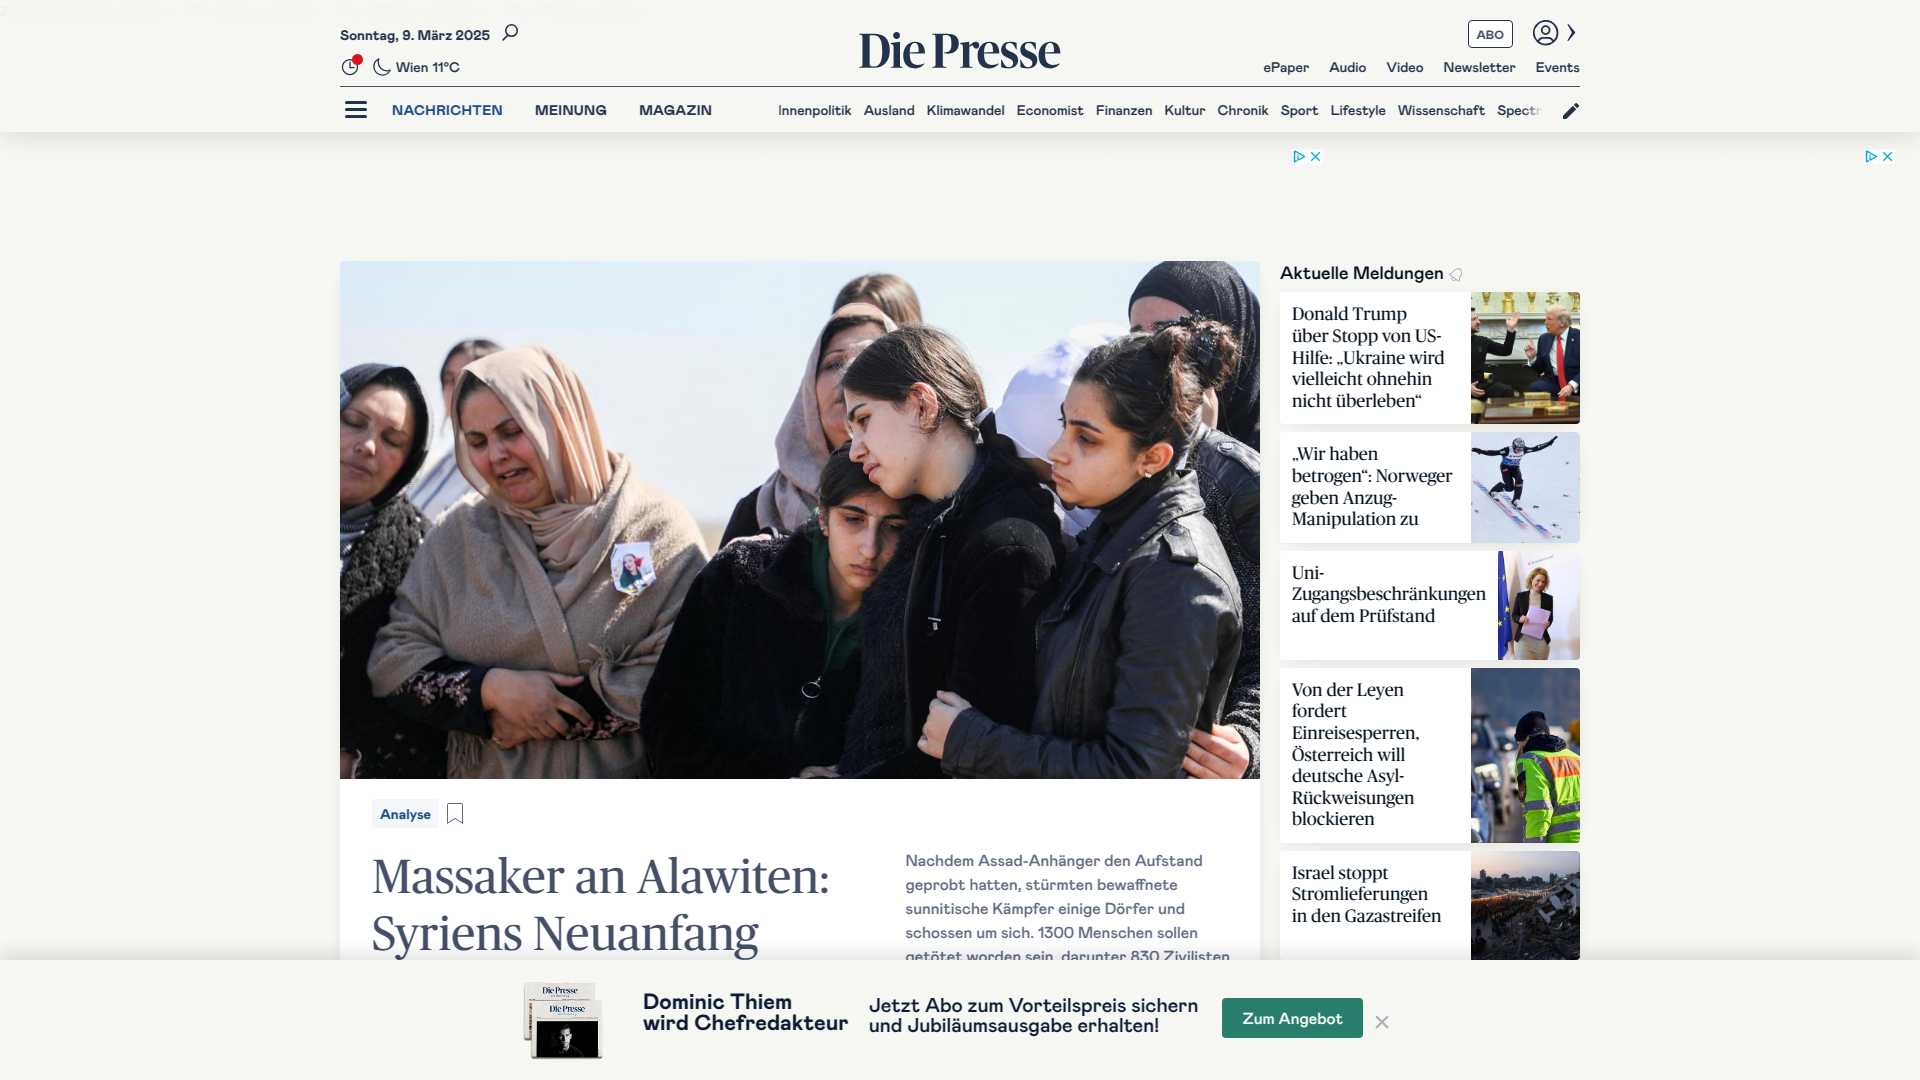 Sonntag, 9. März 2025
Die Presse
ABO
Wien 11°C
ePaper Audio Video Newsletter Events
NACHRICHTEN MEINUNG MAGAZIN
Innenpolitik Ausland Klimawandel Economist Finanzen Kultur Chronik Sport Lifestyle Wissenschaft Spectr
Analyse
Massaker an Alawiten:
Syriens Neuanfang
Nachdem Assad-Anhänger den Aufstand
geprobt hatten, stürmten bewaffnete
sunnitische Kämpfer einige Dörfer und
schossen um sich. 1300 Menschen sollen
getötet worden sein, darunter 830 Zivilisten
Aktuelle Meldungen
Donald Trump
über Stopp von US-
Hilfe: „Ukraine wird
vielleicht ohnehin
nicht überleben“
„Wir haben
betrogen“: Norweger
geben Anzug-
Manipulation zu
Uni-
Zugangsbeschränkungen
auf dem Prüfstand
Von der Leyen
fordert
Einreisesperren,
Österreich will
deutsche Asyl-
Rückweisungen
blockieren
Israel stoppt
Stromlieferungen
in den Gazastreifen
Die Presse
Die Presse
Dominic Thiem
wird Chefredakteur
Jetzt Abo zum Vorteilspreis sichern
und Jubiläumsausgabe erhalten!
Zum Angebot